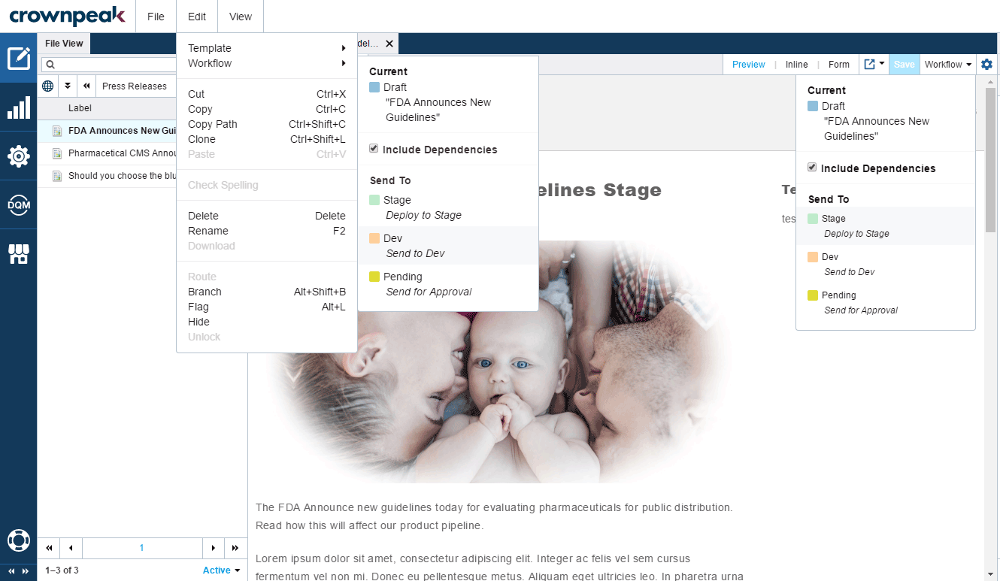 crownpeak
File Edit View
File View
del... ×
Preview | Inline | Form Save Workflow
Press Releases
Label
FDA Announces New Gui
Pharmacetical CMS Annou
Should you choose the blu
Template
Workflow
Cut Ctrl+X
Copy Ctrl+C
Copy Path Ctrl+Shift+C
Clone Ctrl+Shift+L
Paste Ctrl+V
Check Spelling
Delete Delete
Rename F2
Download
Route
Branch Alt+Shift+B
Flag Alt+L
Hide
Unlock
Current
Draft
"FDA Announces New
Guidelines"
Include Dependencies
Send To
Stage
Deploy to Stage
Dev
Send to Dev
Pending
Send for Approval
Current
Draft
"FDA Announces New
Guidelines"
Include Dependencies
Send To
Stage
Deploy to Stage
Dev
Send to Dev
Pending
Send for Approval
elines Stage
Te
tes
DQM
The FDA Announce new guidelines today for evaluating pharmaceuticals for public distribution.
Read how this will affect our product pipeline.
Lorem ipsum dolor sit amet, consectetur adipiscing elit. Integer ac felis vel sem cursus
fermentum vel non mi. Donec eu pellentesque metus. Aliquam eget ultricies leo. In pharetra urna
1
1–3 of 3 Active